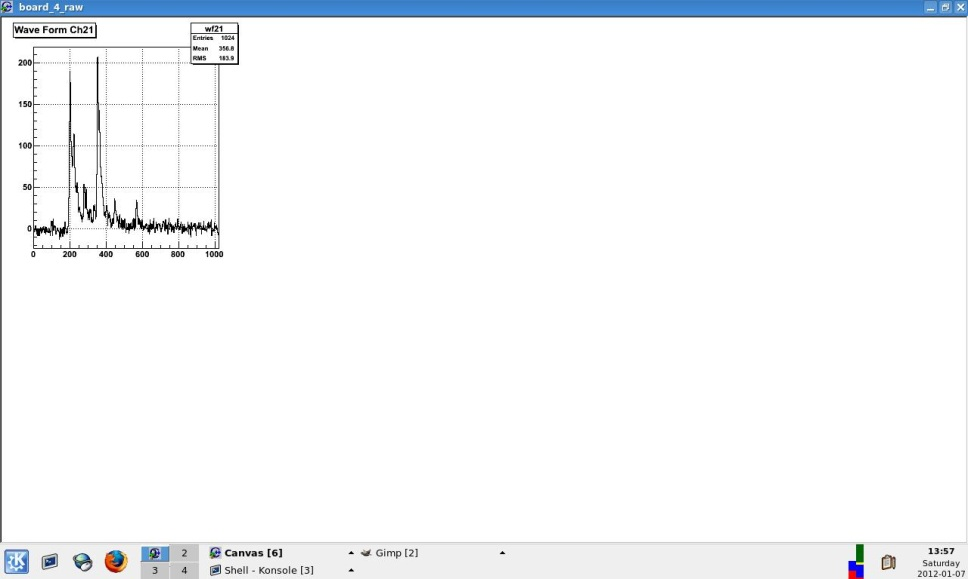 board_4_raw
Wave Form Ch21
wf21
Entries 1024
Mean 356.8
RMS 183.9
200
150
100
50
0
0 200 400 600 800 1000
2
3 4
Canvas [6]
Gimp [2]
Shell - Konsole [3]
13:57
Saturday
2012-01-07